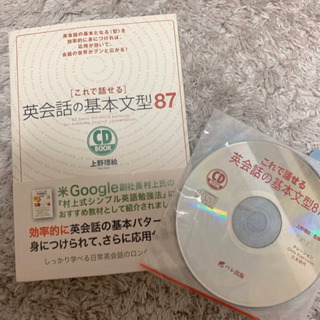 英会話の基本となる《型》を
効率的に身につければ、
応用が効いて、
会話の世界がグンと広がる!
[これで話せる]
英会話の基本文型87
CD
BOOK
上野理絵
米Google副社長村上氏の
『村上式シンプル英語勉強法』に
おすすめ教材として紹介されまし
効率的に英会話の基本パター
身につけられて、さらに応用
しっかり学べる日常英会話のロン
これで話せる
英会話の基本文型8
CD
BOOK
上野理絵
ベレ出版